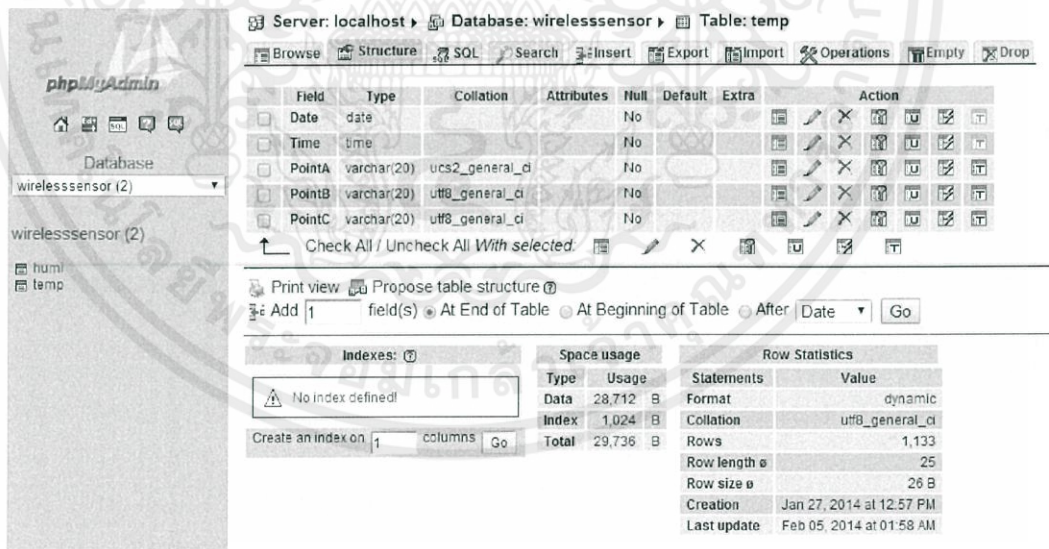 phpMyAdmin
Database
wirelesssensor (2)
wirelesssensor (2)
humi
temp
Server: localhost ▸ Database: wirelesssensor ▸ Table: temp
Browse Structure SQL Search Insert Export Import Operations Empty Drop
Field Type Collation Attributes Null Default Extra Action
Date date No
Time time No
PointA varchar(20) ucs2_general_ci No
PointB varchar(20) utf8_general_ci No
PointC varchar(20) utf8_general_ci No
Check All / Uncheck All With selected:
Print view Propose table structure
Add 1 field(s) At End of Table At Beginning of Table After Date Go
Indexes:
No index defined!
Create an index on 1 columns Go
Space usage
Type Usage
Data 28,712 B
Index 1,024 B
Total 29,736 B
Row Statistics
Statements Value
Format dynamic
Collation utf8_general_ci
Rows 1,133
Row length ø 25
Row size ø 26 B
Creation Jan 27, 2014 at 12:57 PM
Last update Feb 05, 2014 at 01:58 AM